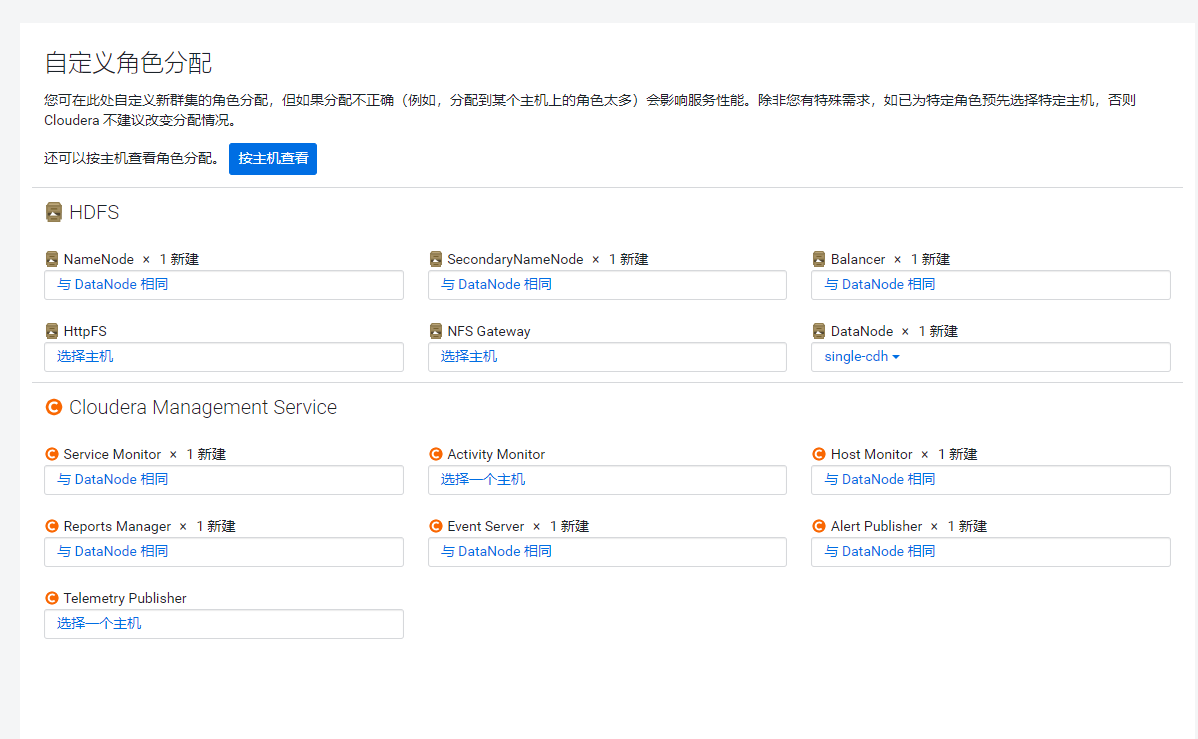 自定义角色分配
您可在此处自定义新群集的角色分配，但如果分配不正确（例如，分配到某个主机上的角色太多）会影响服务性能。除非您有特殊需求，如已为特定角色预先选择特定主机，否则
Cloudera 不建议改变分配情况。
还可以按主机查看角色分配。 按主机查看
HDFS
NameNode × 1 新建 SecondaryNameNode × 1 新建 Balancer × 1 新建
与 DataNode 相同 与 DataNode 相同 与 DataNode 相同
HttpFS NFS Gateway DataNode × 1 新建
选择主机 选择主机 single-cdh
Cloudera Management Service
Service Monitor × 1 新建 Activity Monitor Host Monitor × 1 新建
与 DataNode 相同 选择一个主机 与 DataNode 相同
Reports Manager × 1 新建 Event Server × 1 新建 Alert Publisher × 1 新建
与 DataNode 相同 与 DataNode 相同 与 DataNode 相同
Telemetry Publisher
选择一个主机